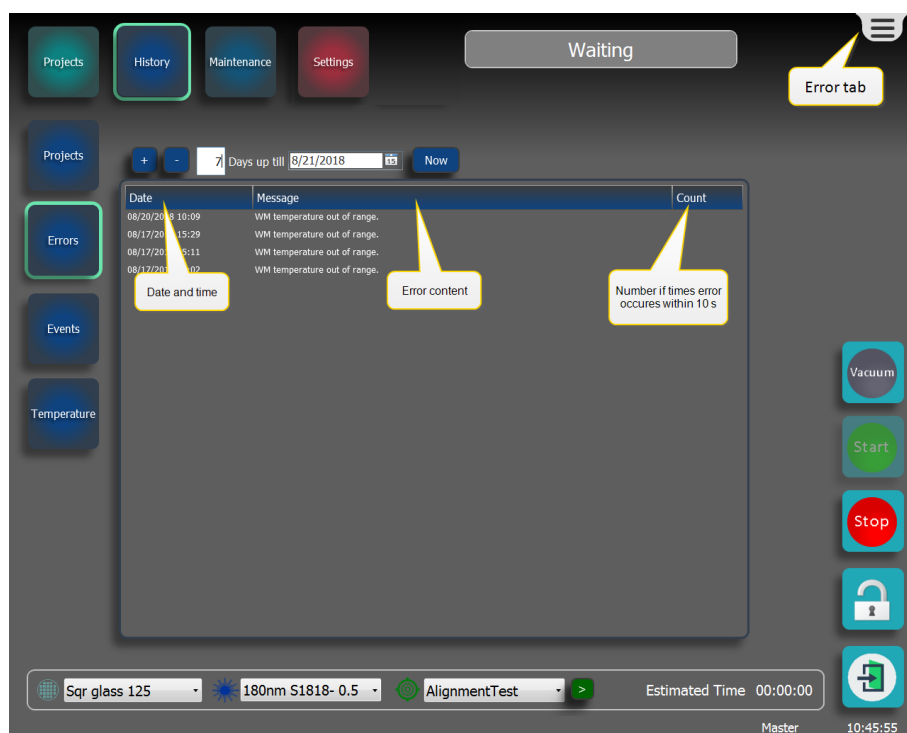 Projects
History
Maintenance
Settings
Waiting
Error tab
Projects
+
-
7 Days up till 8/21/2018 15 Now
Date Message Count
08/20/2018 10:09 WM temperature out of range.
08/17/20 15:29 WM temperature out of range.
08/17/20 5:11 WM temperature out of range.
08/17/20 :02 WM temperature out of range.
Errors
Date and time
Error content
Number if times error
occures within 10 s
Events
Temperature
Vacuum
Start
Stop
Sqr glass 125
180nm S1818- 0.5
AlignmentTest
>
Estimated Time 00:00:00
Master 10:45:55